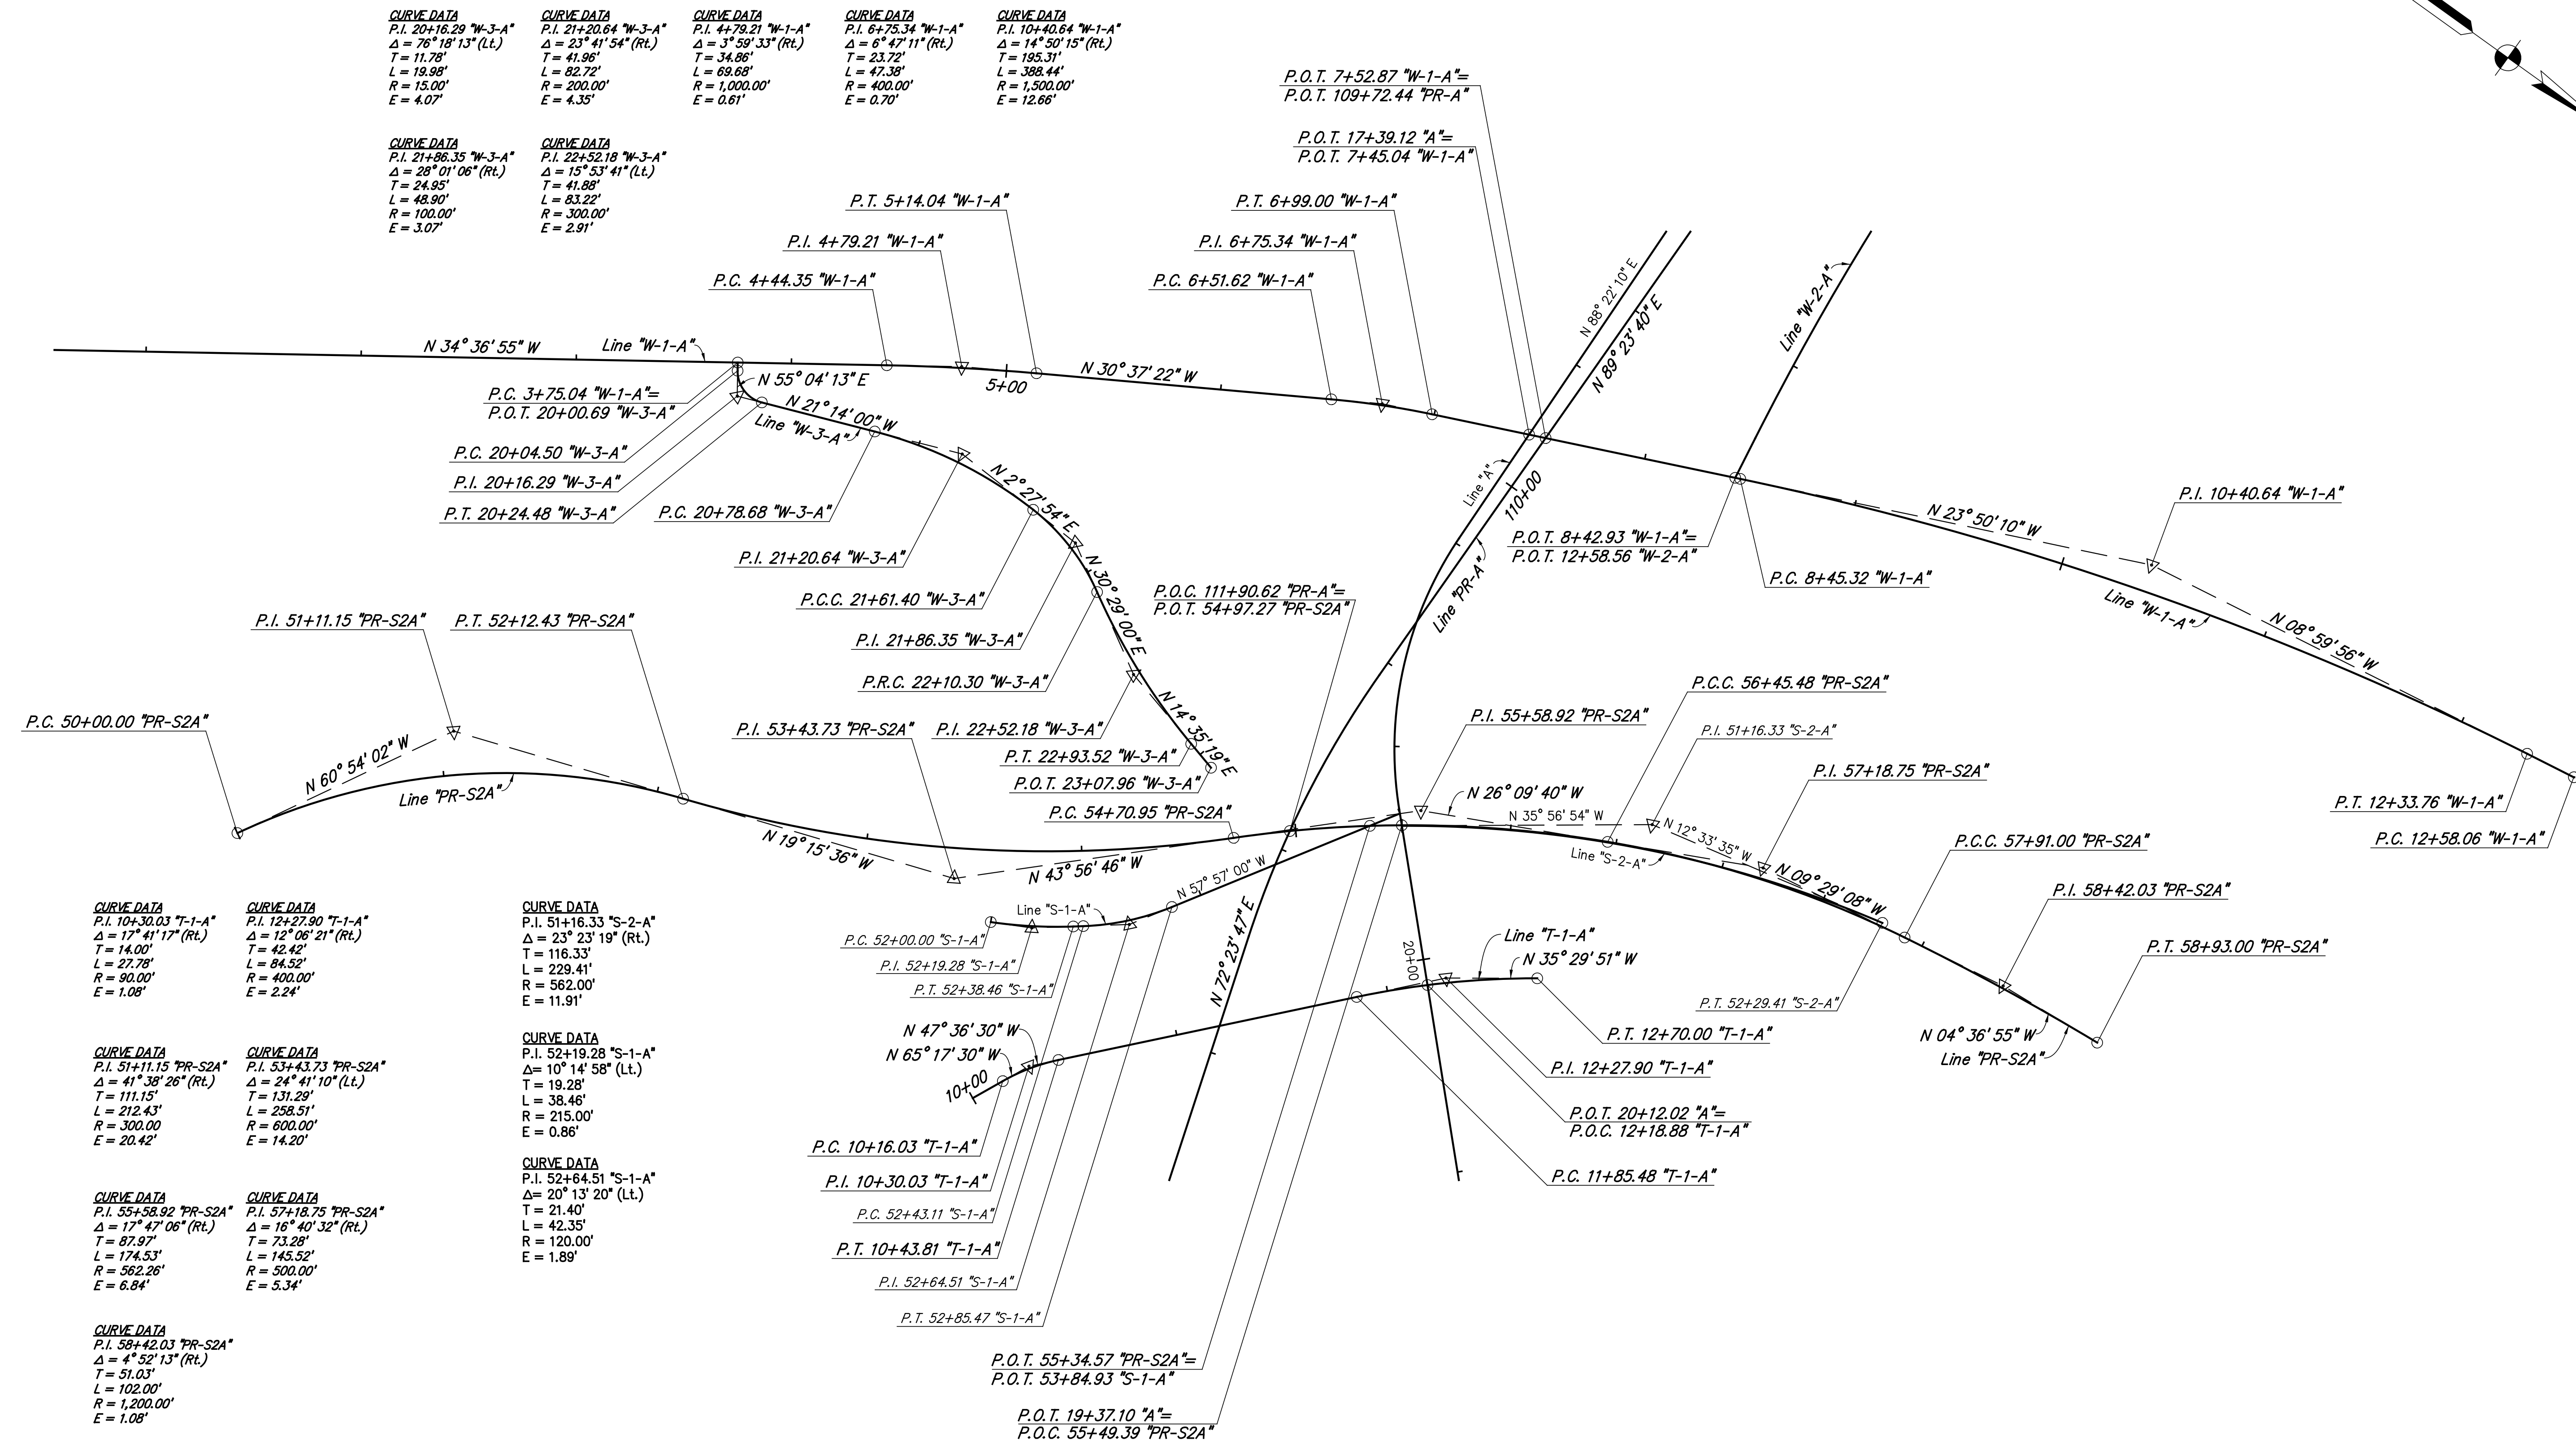 CURVE DATA
P.I. 20+16.29 "W-3-A"
Δ = 76° 18' 13" (Lt.)
T = 11.78'
L = 19.98'
R = 15.00'
E = 4.07'
CURVE DATA
P.I. 21+20.64 "W-3-A"
Δ = 23° 41' 54" (Rt.)
T = 41.96'
L = 82.72'
R = 200.00'
E = 4.35'
CURVE DATA
P.I. 4+79.21 "W-1-A"
Δ = 3° 59' 33" (Rt.)
T = 34.86'
L = 69.68'
R = 1,000.00'
E = 0.61'
CURVE DATA
P.I. 6+75.34 "W-1-A"
Δ = 6° 47' 11" (Rt.)
T = 23.72'
L = 47.38'
R = 400.00'
E = 0.70'
CURVE DATA
P.I. 10+40.64 "W-1-A"
Δ = 14° 50' 15" (Rt.)
T = 195.31'
L = 388.44'
R = 1,500.00'
E = 12.66'
CURVE DATA
P.I. 21+86.35 "W-3-A"
Δ = 28° 01' 06" (Rt.)
T = 24.95'
L = 48.90'
R = 100.00'
E = 3.07'
CURVE DATA
P.I. 22+52.18 "W-3-A"
Δ = 15° 53' 41" (Lt.)
T = 41.88'
L = 83.22'
R = 300.00'
E = 2.91'
P.O.T. 7+52.87 "W-1-A"=
P.O.T. 109+72.44 "PR-A"
P.O.T. 17+39.12 "A"=
P.O.T. 7+45.04 "W-1-A"
P.T. 5+14.04 "W-1-A"
P.I. 4+79.21 "W-1-A"
P.C. 4+44.35 "W-1-A"
P.T. 6+99.00 "W-1-A"
P.I. 6+75.34 "W-1-A"
P.C. 6+51.62 "W-1-A"
N 88° 22' 10" E
N 89° 23' 40" E
Line "W-2-A"
N 34° 36' 55" W
Line "W-1-A"
5+00
N 30° 37' 22" W
N 55° 04' 13" E
P.C. 3+75.04 "W-1-A"=
P.O.T. 20+00.69 "W-3-A"
N 21° 14' 00" W
Line "W-3-A"
P.C. 20+04.50 "W-3-A"
P.I. 20+16.29 "W-3-A"
P.T. 20+24.48 "W-3-A"
P.C. 20+78.68 "W-3-A"
N 2° 27' 54" E
P.I. 21+20.64 "W-3-A"
N 30° 29' 00" E
P.C.C. 21+61.40 "W-3-A"
P.I. 21+86.35 "W-3-A"
P.R.C. 22+10.30 "W-3-A"
N 14° 35' 19" E
P.I. 22+52.18 "W-3-A"
P.T. 22+93.52 "W-3-A"
P.O.T. 23+07.96 "W-3-A"
Line "A"
110+00
Line "PR-A"
P.O.T. 8+42.93 "W-1-A"=
P.O.T. 12+58.56 "W-2-A"
P.C. 8+45.32 "W-1-A"
N 23° 50' 10" W
P.I. 10+40.64 "W-1-A"
Line "W-1-A"
N 08° 59' 56" W
P.T. 12+33.76 "W-1-A"
P.C. 12+58.06 "W-1-A"
P.O.C. 111+90.62 "PR-A"=
P.O.T. 54+97.27 "PR-S2A"
P.I. 51+11.15 "PR-S2A"
P.T. 52+12.43 "PR-S2A"
P.C. 50+00.00 "PR-S2A"
N 60° 54' 02" W
Line "PR-S2A"
P.I. 53+43.73 "PR-S2A"
N 19° 15' 36" W
P.C. 54+70.95 "PR-S2A"
N 43° 56' 46" W
P.C.C. 56+45.48 "PR-S2A"
P.I. 55+58.92 "PR-S2A"
P.I. 51+16.33 "S-2-A"
P.I. 57+18.75 "PR-S2A"
N 26° 09' 40" W
N 35° 56' 54" W
N 12° 33' 35" W
Line "S-2-A"
N 09° 29' 08" W
P.C.C. 57+91.00 "PR-S2A"
P.I. 58+42.03 "PR-S2A"
P.T. 58+93.00 "PR-S2A"
P.T. 52+29.41 "S-2-A"
N 04° 36' 55" W
Line "PR-S2A"
N 57° 57' 00" W
Line "S-1-A"
P.C. 52+00.00 "S-1-A"
P.I. 52+19.28 "S-1-A"
P.T. 52+38.46 "S-1-A"
N 72° 23' 47" E
20+00
Line "T-1-A"
N 35° 29' 51" W
N 47° 36' 30" W
N 65° 17' 30" W
10+00
P.T. 12+70.00 "T-1-A"
P.I. 12+27.90 "T-1-A"
P.O.T. 20+12.02 "A"=
P.O.C. 12+18.88 "T-1-A"
P.C. 11+85.48 "T-1-A"
P.C. 10+16.03 "T-1-A"
P.I. 10+30.03 "T-1-A"
P.C. 52+43.11 "S-1-A"
P.T. 10+43.81 "T-1-A"
P.I. 52+64.51 "S-1-A"
P.T. 52+85.47 "S-1-A"
P.O.T. 55+34.57 "PR-S2A"=
P.O.T. 53+84.93 "S-1-A"
P.O.T. 19+37.10 "A"=
P.O.C. 55+49.39 "PR-S2A"
CURVE DATA
P.I. 10+30.03 "T-1-A"
Δ = 17° 41' 17" (Rt.)
T = 14.00'
L = 27.78'
R = 90.00'
E = 1.08'
CURVE DATA
P.I. 12+27.90 "T-1-A"
Δ = 12° 06' 21" (Rt.)
T = 42.42'
L = 84.52'
R = 400.00'
E = 2.24'
CURVE DATA
P.I. 51+16.33 "S-2-A"
Δ = 23° 23' 19" (Rt.)
T = 116.33'
L = 229.41'
R = 562.00'
E = 11.91'
CURVE DATA
P.I. 51+11.15 "PR-S2A"
Δ = 41° 38' 26" (Rt.)
T = 111.15'
L = 212.43'
R = 300.00
E = 20.42'
CURVE DATA
P.I. 53+43.73 "PR-S2A"
Δ = 24° 41' 10" (Lt.)
T = 131.29'
L = 258.51'
R = 600.00'
E = 14.20'
CURVE DATA
P.I. 52+19.28 "S-1-A"
Δ= 10° 14' 58" (Lt.)
T = 19.28'
L = 38.46'
R = 215.00'
E = 0.86'
CURVE DATA
P.I. 52+64.51 "S-1-A"
Δ= 20° 13' 20" (Lt.)
T = 21.40'
L = 42.35'
R = 120.00'
E = 1.89'
CURVE DATA
P.I. 55+58.92 "PR-S2A"
Δ = 17° 47' 06" (Rt.)
T = 87.97'
L = 174.53'
R = 562.26'
E = 6.84'
CURVE DATA
P.I. 57+18.75 "PR-S2A"
Δ = 16° 40' 32" (Rt.)
T = 73.28'
L = 145.52'
R = 500.00'
E = 5.34'
CURVE DATA
P.I. 58+42.03 "PR-S2A"
Δ = 4° 52' 13" (Rt.)
T = 51.03'
L = 102.00'
R = 1,200.00'
E = 1.08'